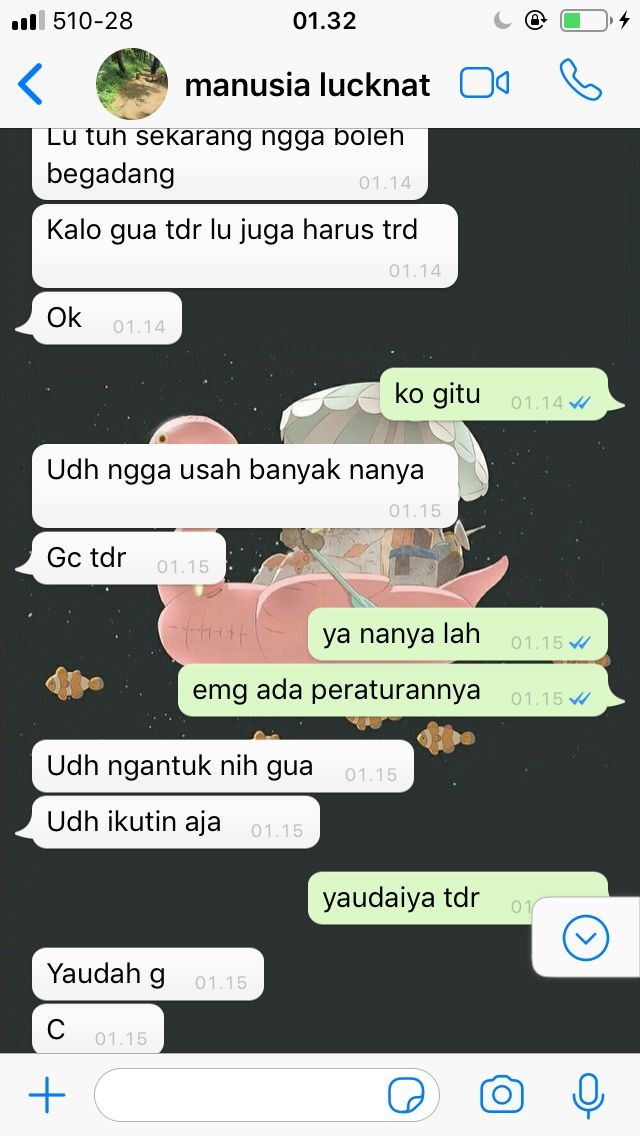 510-28
01.32
manusia lucknat
Lu tuh sekarang ngga boleh
begadang
01.14
Kalo gua tdr lu juga harus trd
01.14
Ok 01.14
ko gitu 01.14
Udh ngga usah banyak nanya
01.15
Gc tdr 01.15
ya nanya lah 01.15
emg ada peraturannya 01.15
Udh ngantuk nih gua 01.15
Udh ikutin aja 01.15
yaudaiya tdr 01
Yaudah g 01.15
C 01.15